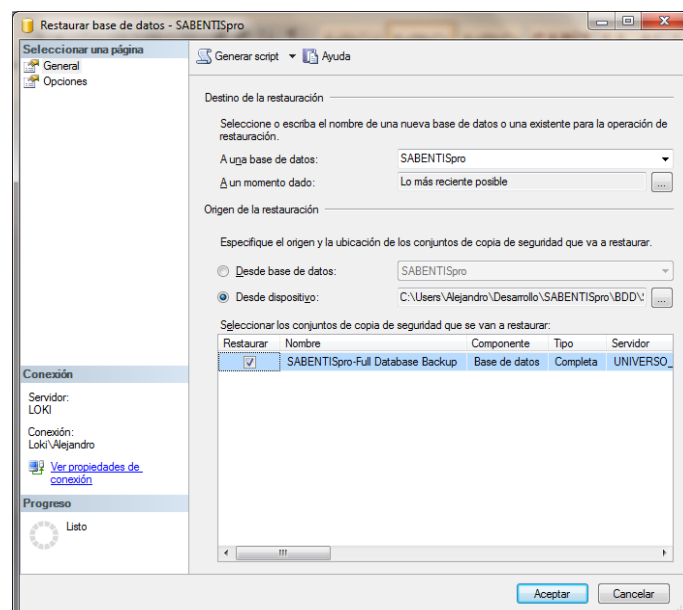 Restaurar base de datos - SABENTISpro
Seleccionar una página
General
Opciones
Generar script
Ayuda
Destino de la restauración
Seleccione o escriba el nombre de una nueva base de datos o una existente para la operación de
restauración.
A una base de datos: SABENTISpro
A un momento dado: Lo más reciente posible ...
Origen de la restauración
Especifique el origen y la ubicación de los conjuntos de copia de seguridad que va a restaurar.
Desde base de datos: SABENTISpro
Desde dispositivo: C:\Users\Alejandro\Desarrollo\SABENTISpro\BDD\ ...
Seleccionar los conjuntos de copia de seguridad que se van a restaurar:
Restaurar Nombre Componente Tipo Servidor
SABENTISpro-Full Database Backup Base de datos Completa UNIVERSO_
Conexión
Servidor:
LOKI
Conexión:
Loki\Alejandro
Ver propiedades de
conexión
Progreso
Listo
Aceptar Cancelar